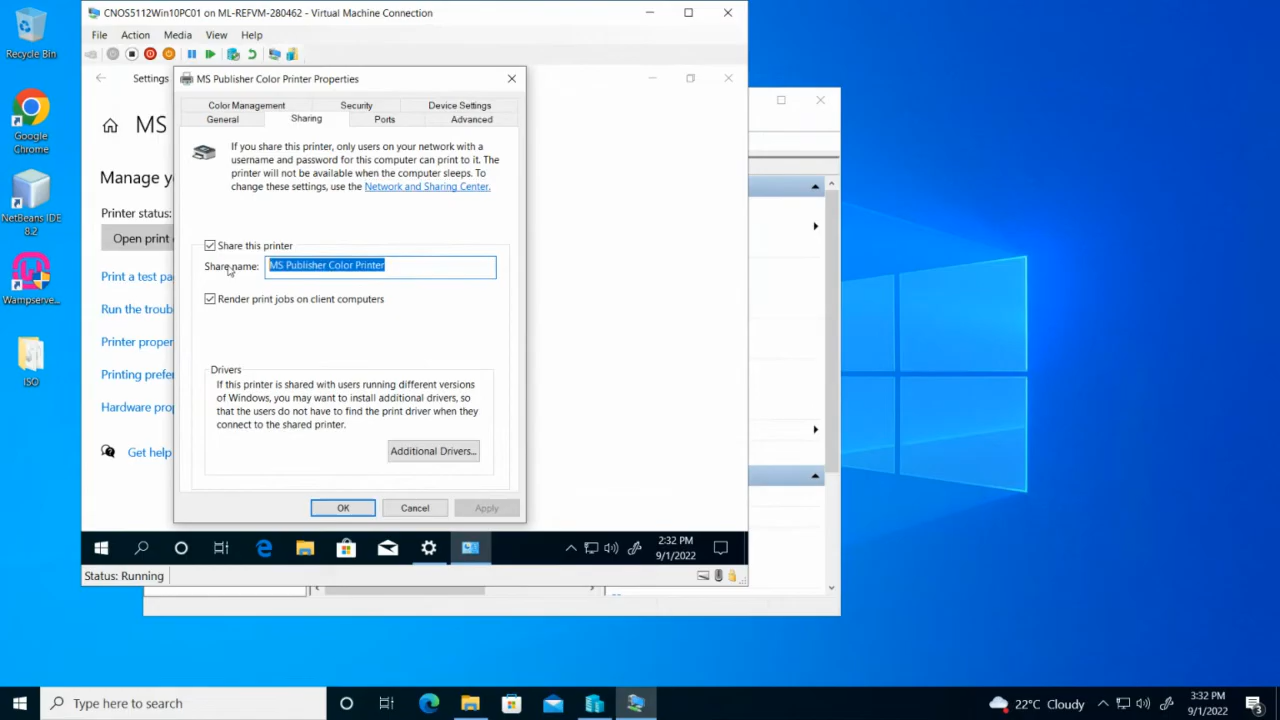 Recycle Bin
Google
Chrome
NetBeans IDE
8.2
Wampserve...
ISO
CNOS5112Win10PC01 on ML-REFVM-280462 - Virtual Machine Connection
File Action Media View Help
Settings
MS
Manage yo
Printer status:
Open print
Print a test pa
Run the troub
Printer proper
Printing prefer
Hardware prop
Get help
MS Publisher Color Printer Properties
Color Management Security Device Settings
General Sharing Ports Advanced
If you share this printer, only users on your network with a
username and password for this computer can print to it. The
printer will not be available when the computer sleeps. To
change these settings, use the Network and Sharing Center.
Share this printer
Share name: MS Publisher Color Printer
Render print jobs on client computers
Drivers
If this printer is shared with users running different versions
of Windows, you may want to install additional drivers, so
that the users do not have to find the print driver when they
connect to the shared printer.
Additional Drivers...
OK Cancel Apply
2:32 PM
9/1/2022
Status: Running
Type here to search
22°C Cloudy
3:32 PM
9/1/2022
3